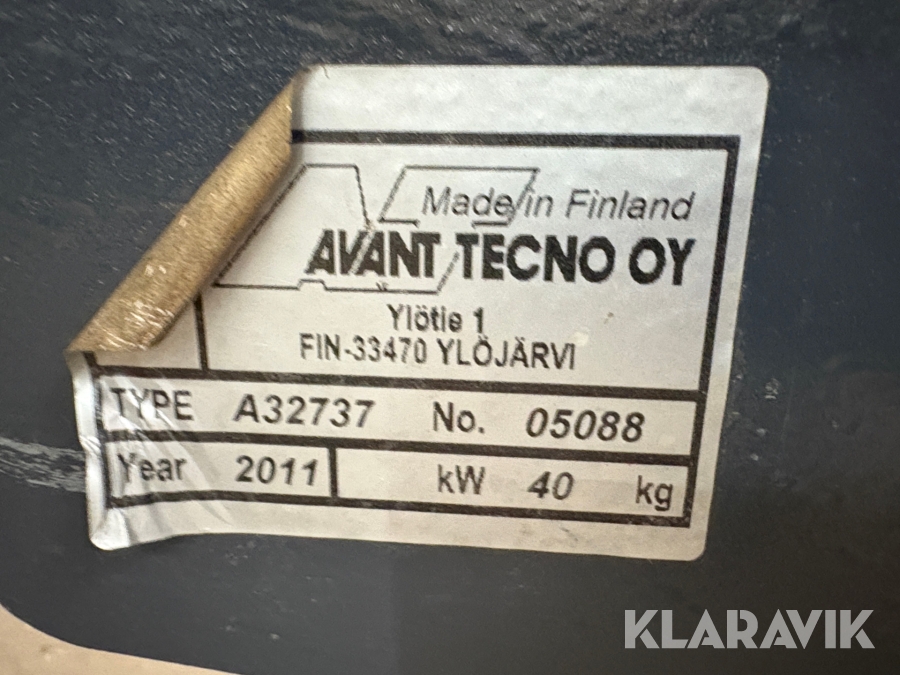 Made in Finland
AVANT TECNO OY
Ylötie 1
FIN-33470 YLÖJÄRVI
TYPE A32737 No. 05088
Year 2011 kW 40 kg
KLARAVIK